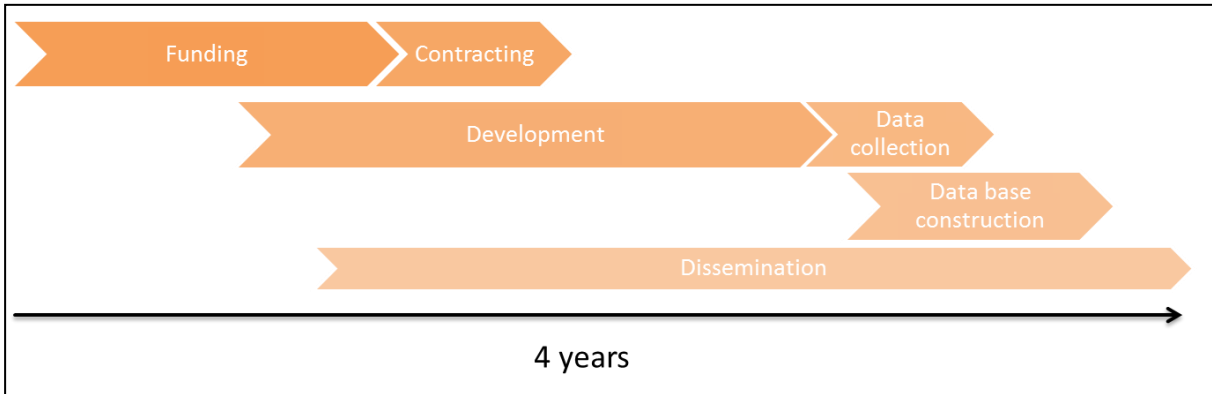 Funding
Contracting
Development
Data
collection
Data base
construction
Dissemination
4 years